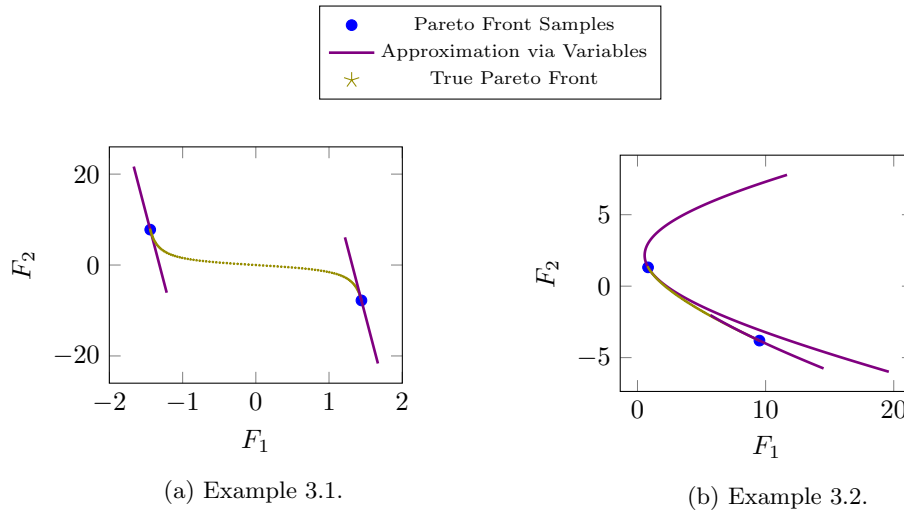 Pareto Front Samples
Approximation via Variables
True Pareto Front
20
0
−20
−2
−1
0
1
2
F₂
F₁
(a) Example 3.1.
5
0
−5
0
10
20
F₂
F₁
(b) Example 3.2.